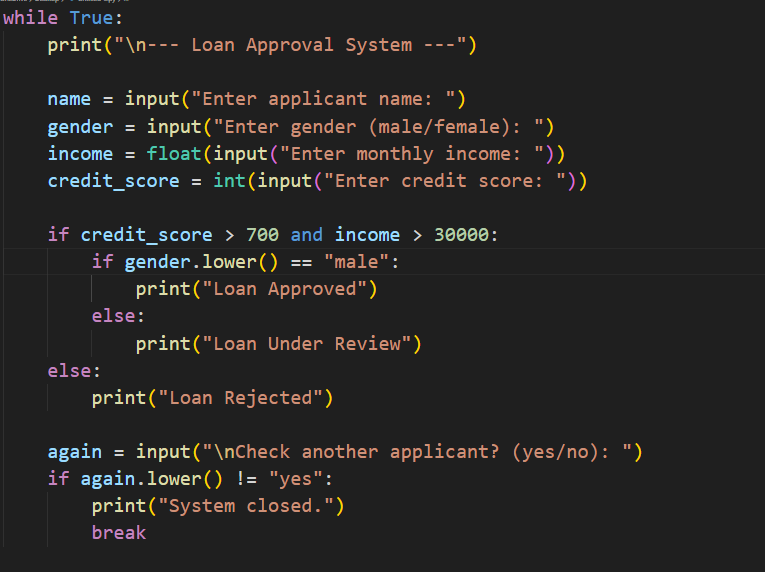 while True:
    print("\n--- Loan Approval System ---")
    name = input("Enter applicant name: ")
    gender = input("Enter gender (male/female): ")
    income = float(input("Enter monthly income: "))
    credit_score = int(input("Enter credit score: "))
    if credit_score > 700 and income > 30000:
        if gender.lower() == "male":
            print("Loan Approved")
        else:
            print("Loan Under Review")
    else:
        print("Loan Rejected")
    again = input("\nCheck another applicant? (yes/no): ")
    if again.lower() != "yes":
        print("System closed.")
        break